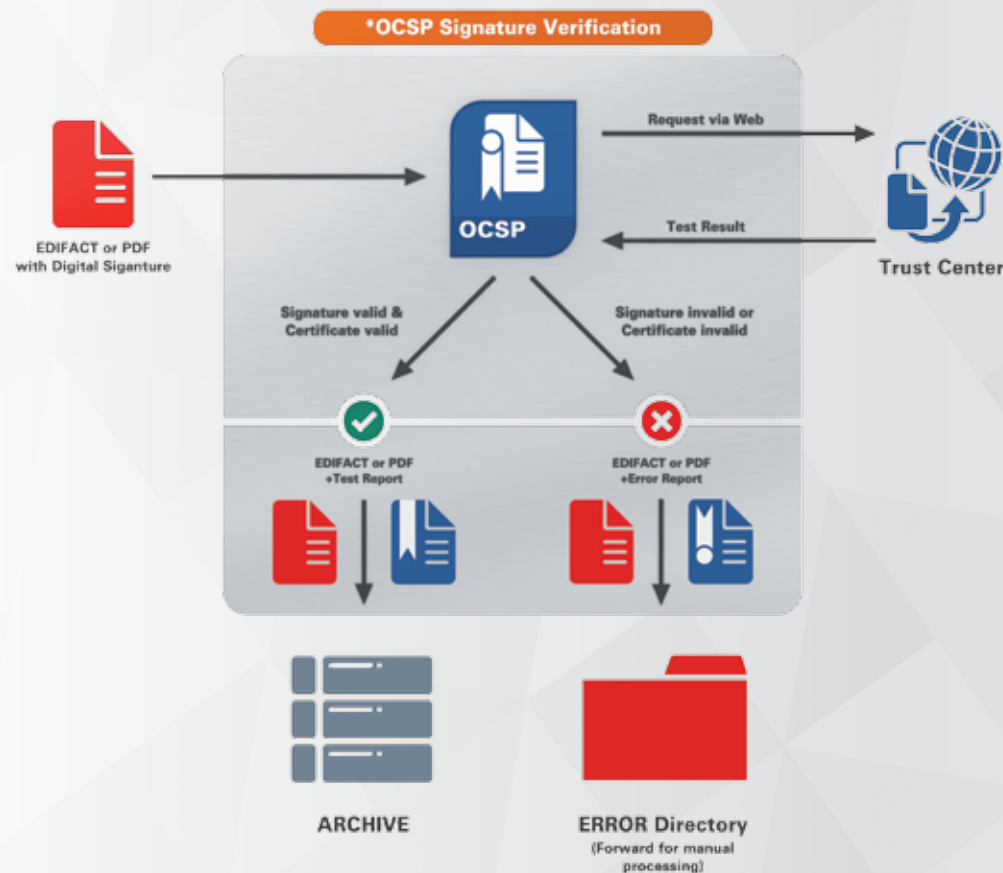 *OCSP Signature Verification
Request via Web
OCSP
Test Result
EDIFACT or PDF
with Digital Siganture
Trust Center
Signature valid &
Certificate valid
Signature invalid or
Certificate invalid
EDIFACT or PDF
+Test Report
EDIFACT or PDF
+Error Report
ARCHIVE
ERROR Directory
(Forward for manual
processing)